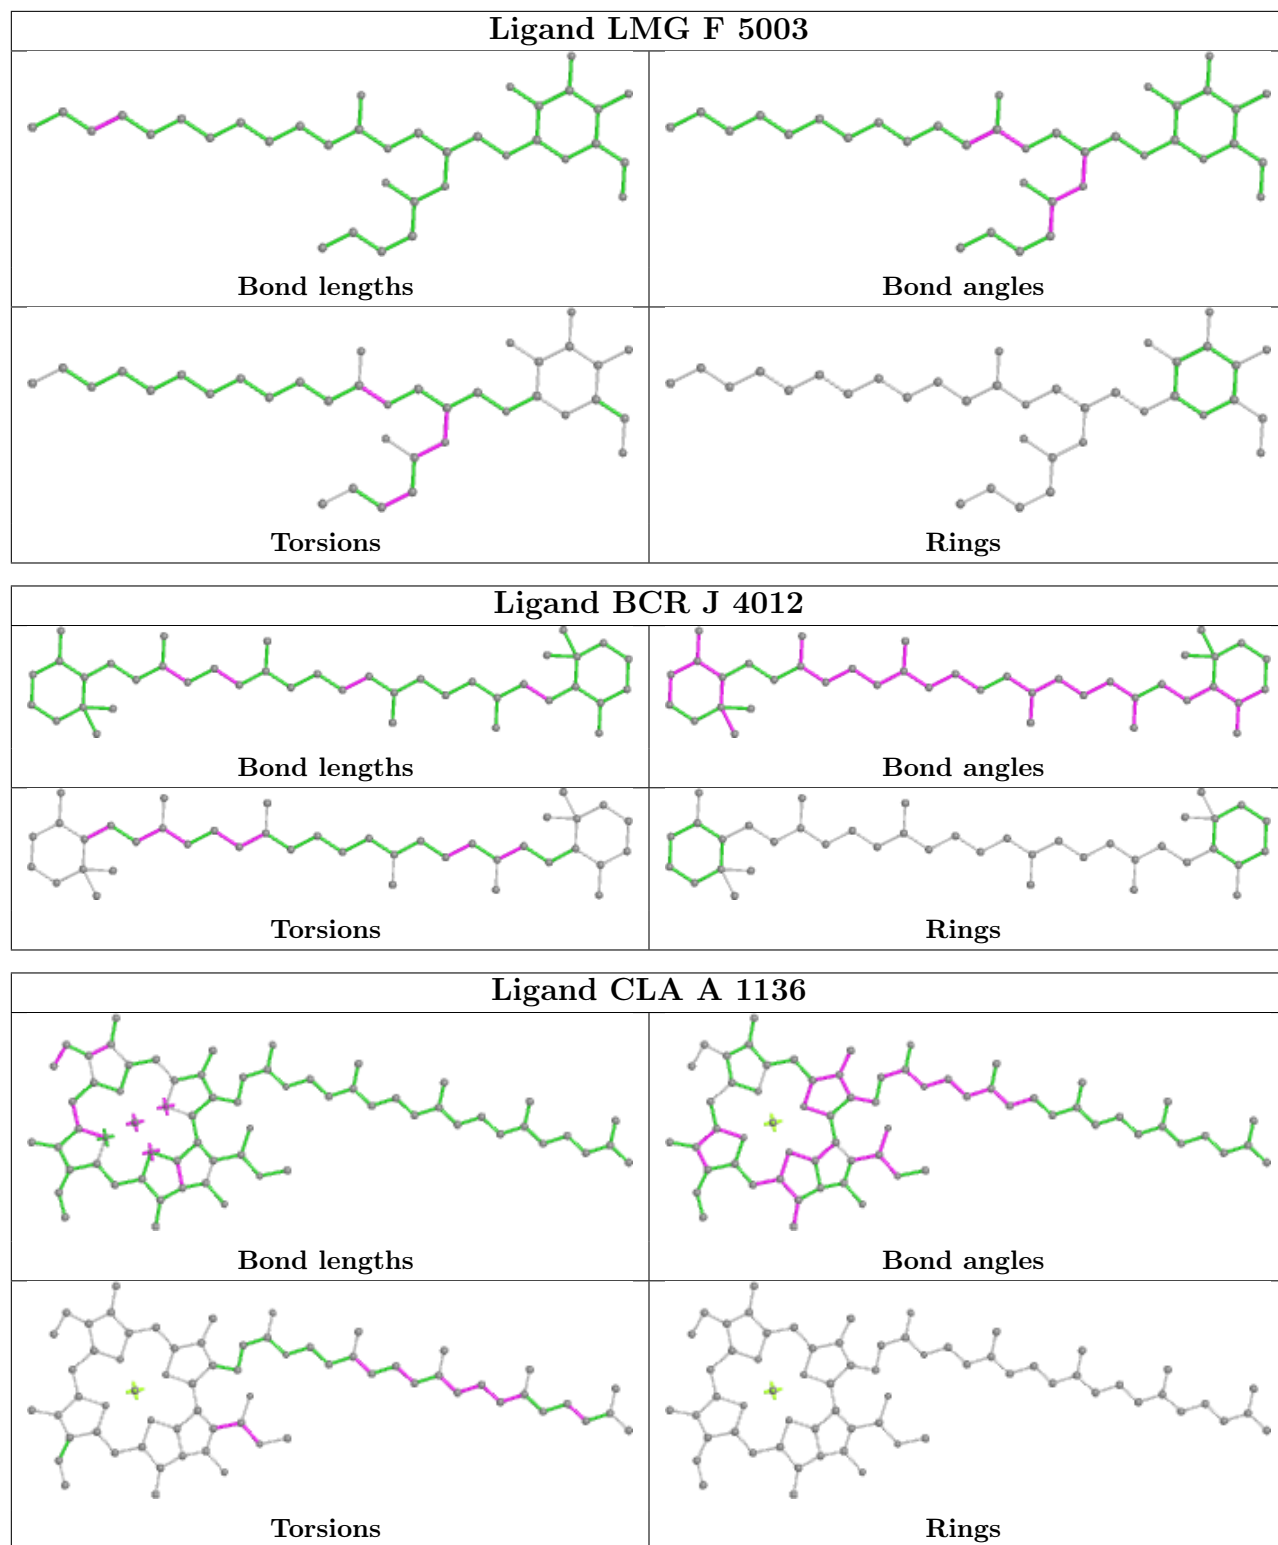 Ligand LMG F 5003
Bond lengths
Bond angles
Torsions
Rings
Ligand BCR J 4012
Bond lengths
Bond angles
Torsions
Rings
Ligand CLA A 1136
Bond lengths
Bond angles
Torsions
Rings